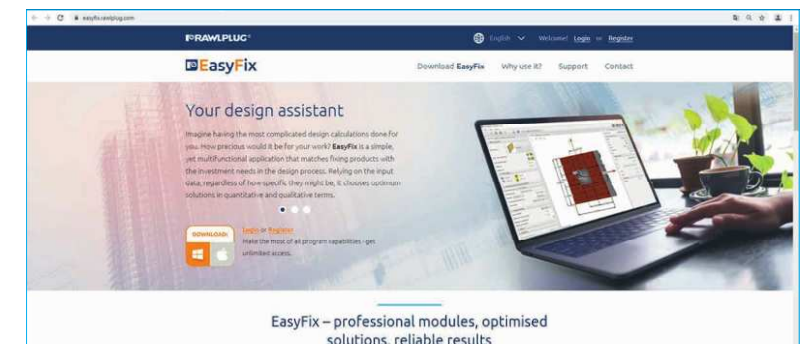 easyfix.rawlplug.com
RAWLPLUG®
English Welcome! Login or Register
EasyFix
Download EasyFix Why use it? Support Contact
Your design assistant
Imagine having the most complicated design calculations done for
you. How precious would it be for your work? EasyFix is a simple,
yet multifunctional application that matches fixing products with
the investment needs in the design process. Relying on the input
data, regardless of how specific they might be, it chooses optimum
solutions in quantitative and qualitative terms.
DOWNLOAD!
Login or Register
Make the most of all program capabilities - get
unlimited access.
EasyFix – professional modules, optimised
solutions, reliable results